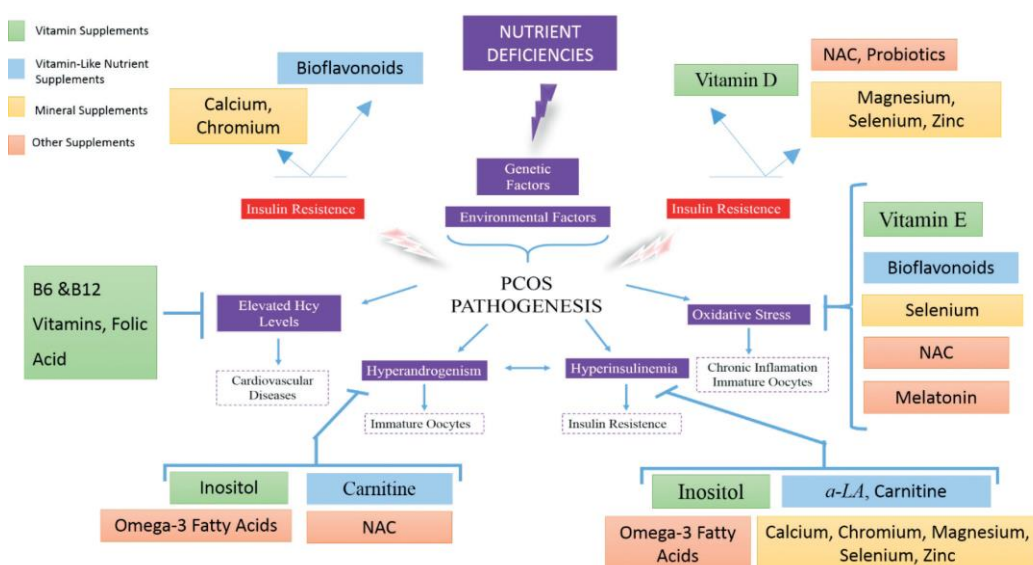 Vitamin Supplements
Vitamin-Like Nutrient
Supplements
Mineral Supplements
Other Supplements
NUTRIENT
DEFICIENCIES
Bioflavonoids
Calcium,
Chromium
Vitamin D
NAC, Probiotics
Magnesium,
Selenium, Zinc
Genetic
Factors
Insulin Resistence
Environmental Factors
Insulin Resistence
PCOS
PATHOGENESIS
B6 &B12
Vitamins, Folic
Acid
Elevated Hcy
Levels
Cardiovascular
Diseases
Hyperandrogenism
Immature Oocytes
Hyperinsulinemia
Insulin Resistence
Oxidative Stress
Chronic Inflamation
Immature Oocytes
Vitamin E
Bioflavonoids
Selenium
NAC
Melatonin
Inositol
Carnitine
Omega-3 Fatty Acids
NAC
Inositol
a-LA, Carnitine
Omega-3 Fatty
Acids
Calcium, Chromium, Magnesium,
Selenium, Zinc